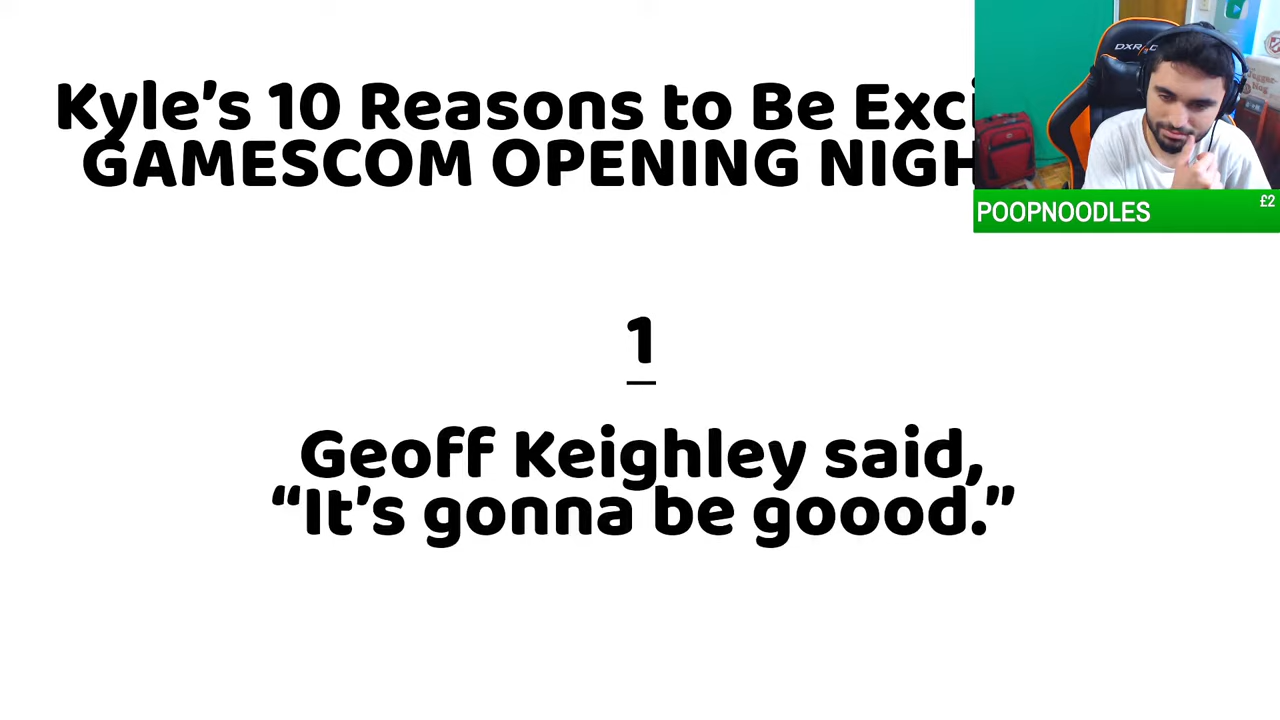 Kyle’s 10 Reasons to Be Exci
GAMESCOM OPENING NIGH
DXR
POOPNOODLES
£2
1
Geoff Keighley said,
“It’s gonna be goood.”